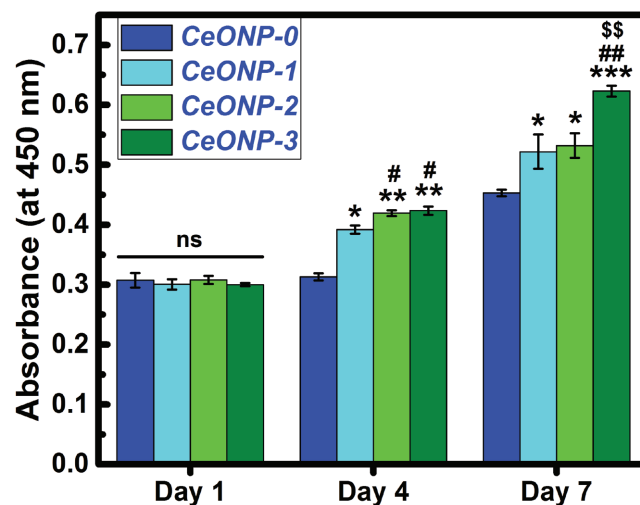 Absorbance (at 450 nm)
0.7
0.6
0.5
0.4
0.3
0.2
0.1
0.0
CeONP-0
CeONP-1
CeONP-2
CeONP-3
ns
*
#
**
#
**
*
*
$$
##
***
Day 1
Day 4
Day 7